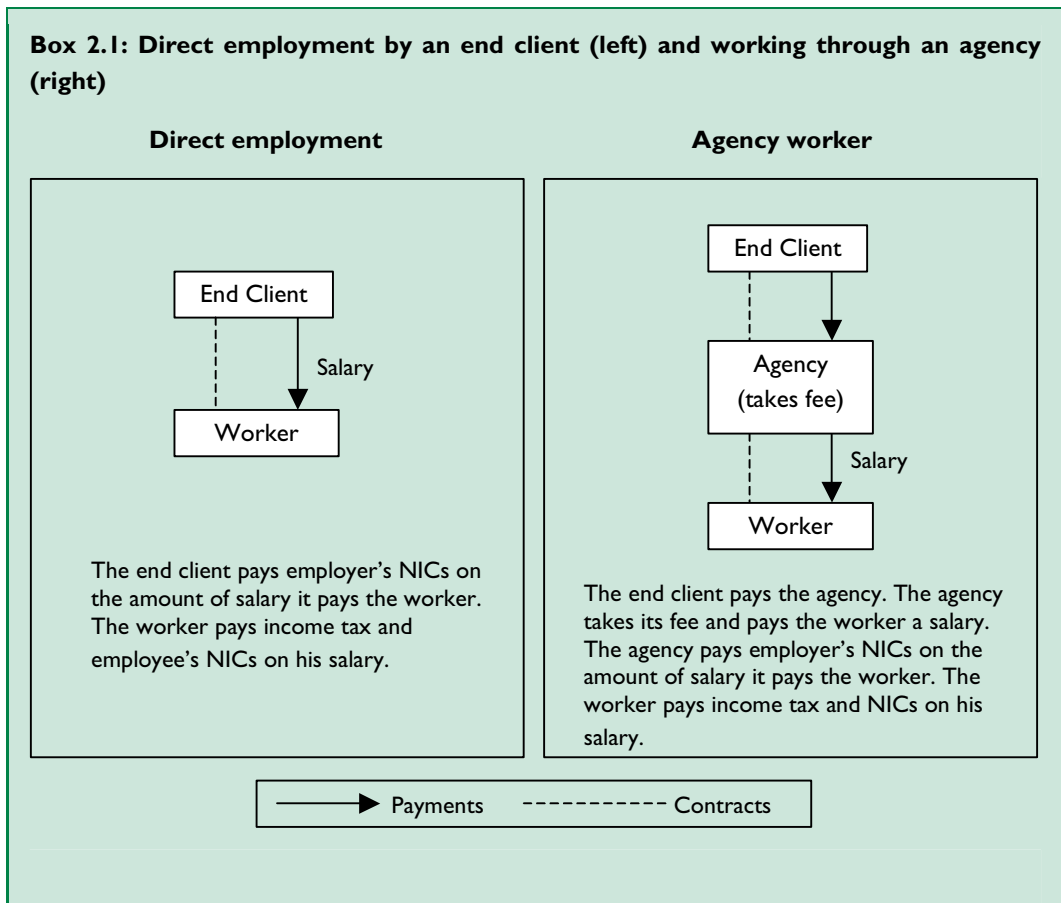 Box 2.1: Direct employment by an end client (left) and working through an agency
(right)
Direct employment
End Client
Salary
Worker
The end client pays employer's NICs on
the amount of salary it pays the worker.
The worker pays income tax and
employee's NICs on his salary.
Agency worker
End Client
Agency
(takes fee)
Salary
Worker
The end client pays the agency. The agency
takes its fee and pays the worker a salary.
The agency pays employer's NICs on the
amount of salary it pays the worker. The
worker pays income tax and NICs on his
salary.
Payments
Contracts